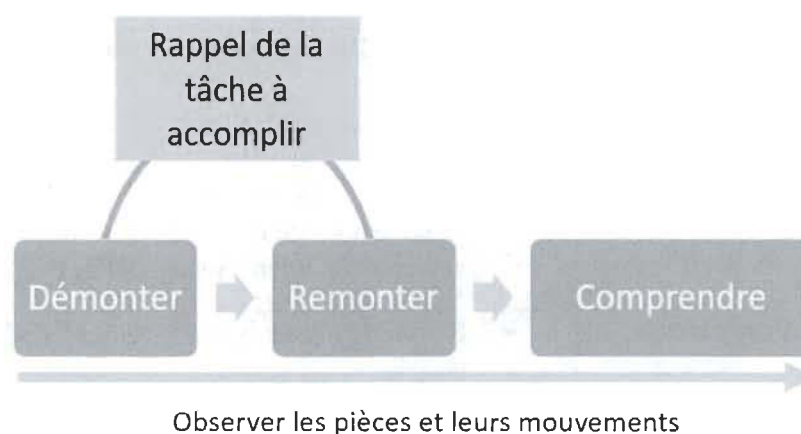 Rappel de la
tâche à
accomplir
Démonter
Remonter
Comprendre
Observer les pièces et leurs mouvements